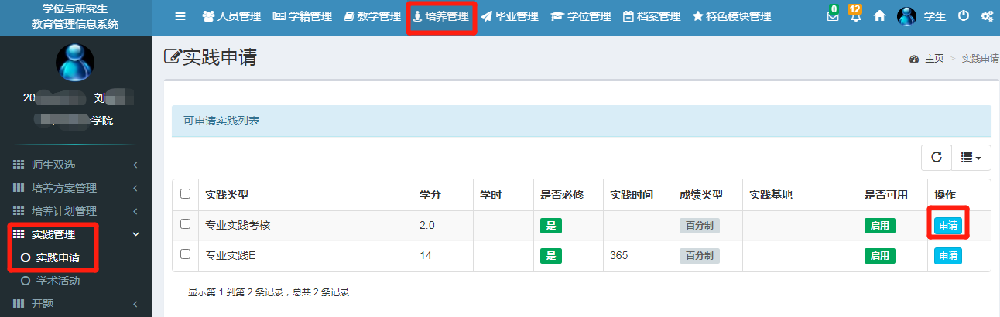 学位与研究生
教育管理信息系统
人员管理 学籍管理 教学管理 培养管理 毕业管理 学位管理 档案管理 特色模块管理
0 12 学生
20 刘
学院
师生双选
培养方案管理
培养计划管理
实践管理
实践申请
学术活动
开题
实践申请
主页 > 实践申请
可申请实践列表
实践类型 学分 学时 是否必修 实践时间 成绩类型 实践基地 是否可用 操作
专业实践考核 2.0 是 百分制 启用 申请
专业实践E 14 是 365 百分制 启用 申请
显示第 1 到第 2 条记录，总共 2 条记录